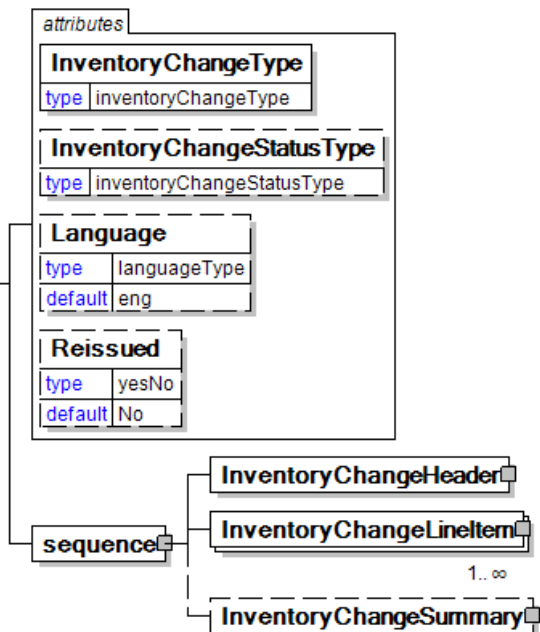 attributes
InventoryChangeType
type inventoryChangeType
InventoryChangeStatusType
type inventoryChangeStatusType
Language
type languageType
default eng
Reissued
type yesNo
default No
sequence
InventoryChangeHeader
InventoryChangeLineItem
1.. ∞
InventoryChangeSummary